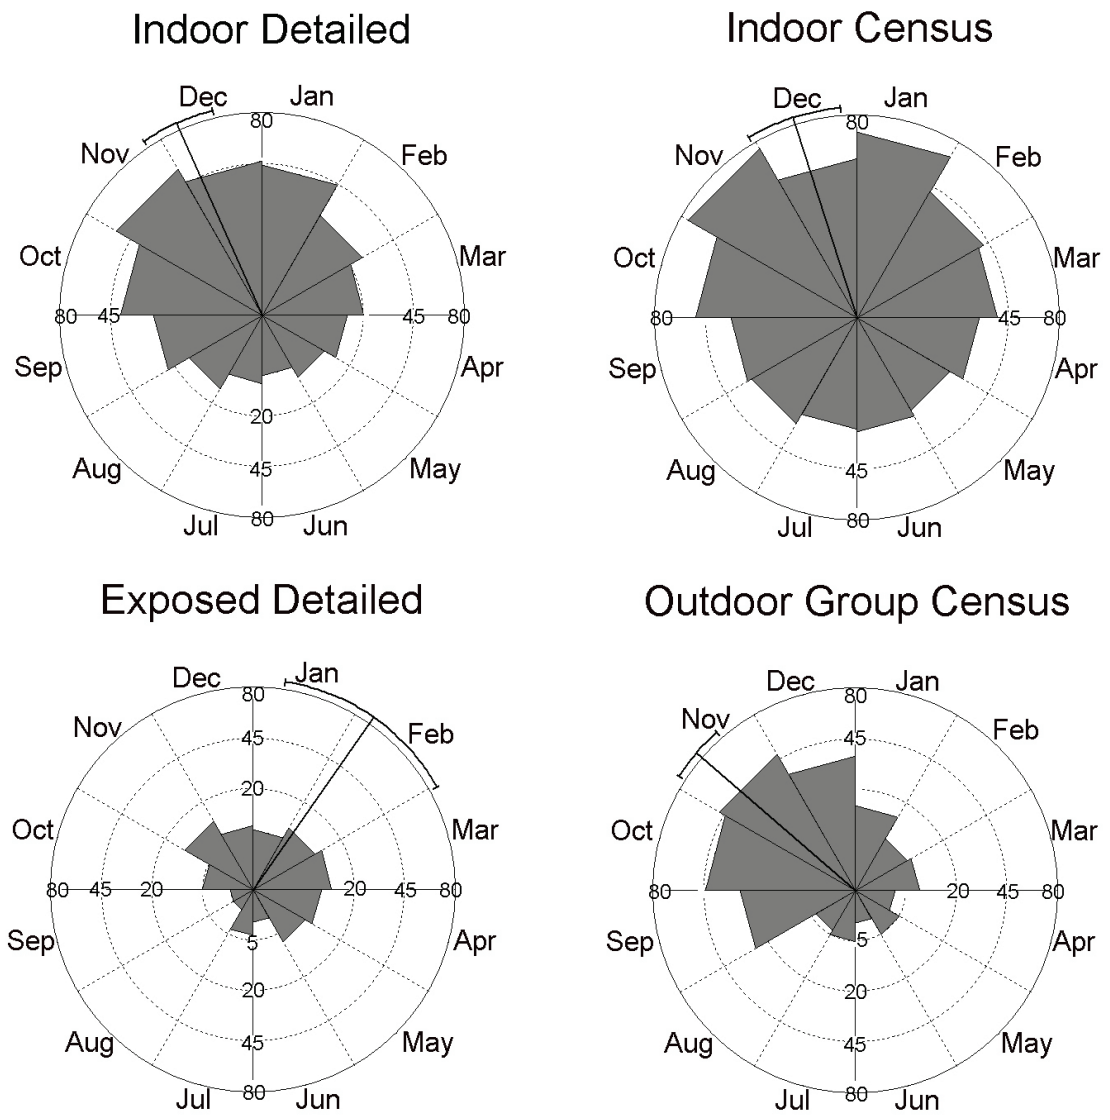 Indoor Detailed
Dec Jan
80
Nov Feb
Oct Mar
80 45 45 80
Sep Apr
20
Aug 45 May
80
Jul Jun
Indoor Census
Dec Jan
80
Nov Feb
Oct Mar
80 45 80
Sep Apr
Aug 45 May
80
Jul Jun
Exposed Detailed
Dec Jan
80
Nov Feb
45
20
Oct Mar
80 45 20 20 45 80
Sep 5 Apr
20
Aug 45 May
80
Jul Jun
Outdoor Group Census
Dec Jan
80
Nov Feb
45
Oct Mar
80 20 45 80
Sep 5 Apr
20
Aug 45 May
80
Jul Jun